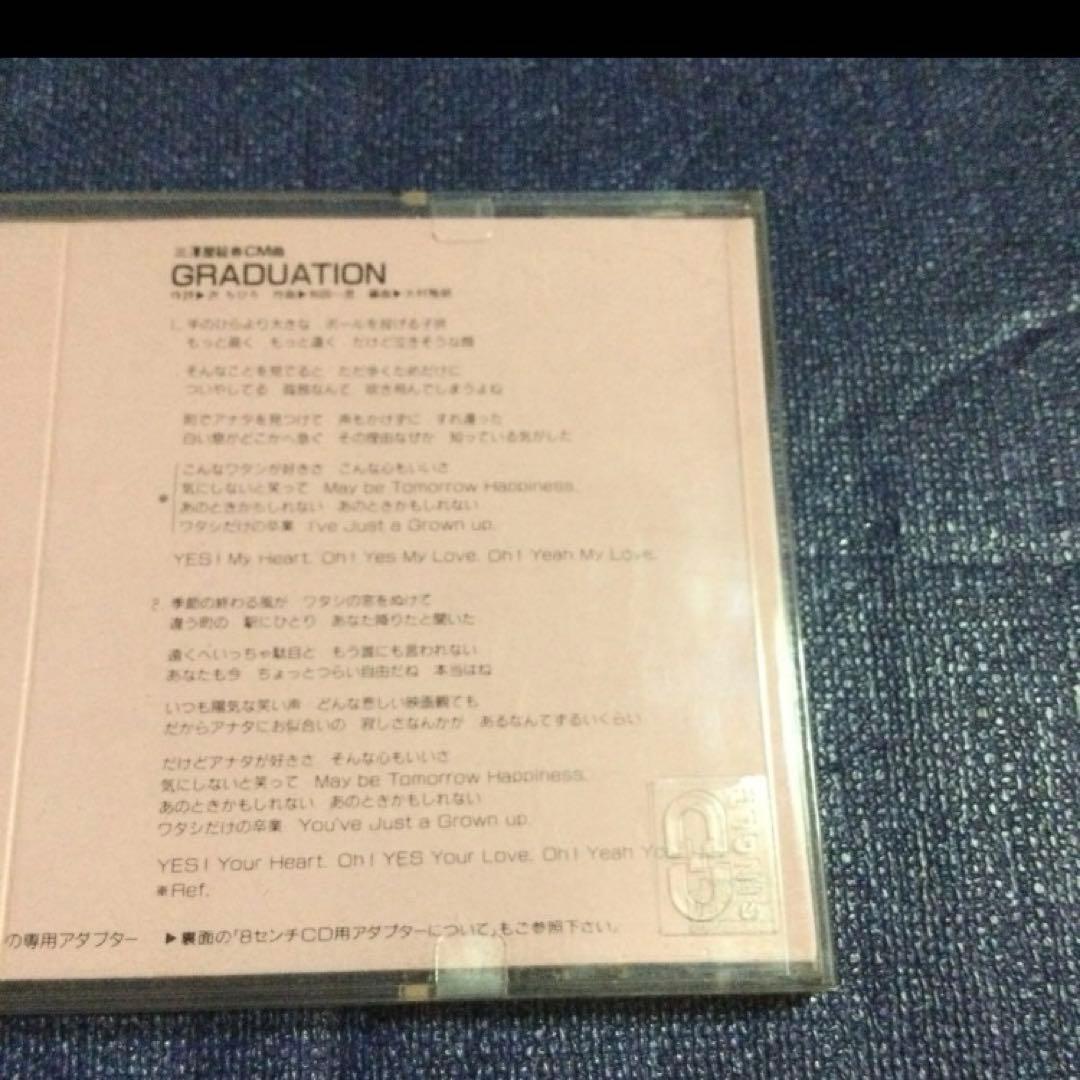 三澤屋証券CM曲
GRADUATION
作詞▶ ちひろ 作曲▶和田一 編曲▶大村雅朗
1. 手のひらより大きな ボールを投げる子供
もっと高く もっと遠く だけど泣きそうな顔
そんなことを見てると ただ歩くためだけに
ついやしてる 孤独なんて 吹き飛んでしまうよね
町でアナタを見つけて 声もかけずに すれ違った
白い息がどこかへ急ぐ その理由なぜか 知っている気がした
こんなワタシが好きさ こんな心もいいさ
気にしないと笑って May be Tomorrow Happiness.
※ あのときかもしれない あのときかもしれない
ワタシだけの卒業 I've Just a Grown up.
YES! My Heart. Oh! Yes My Love. Oh! Yeah My Love.
2. 季節の終わる風が ワタシの窓をぬけて
違う町の 駅にひとり あなた降りたと聞いた
遠くへいっちゃ駄目と もう誰にも言われない
あなたも今 ちょっとつらい自由だね 本当はね
いつも陽気な笑い声 どんな悲しい映画観ても
だからアナタにお似合いの 寂しさなんかが あるなんてずるいくらい
だけどアナタが好きさ そんな心もいいさ
気にしないと笑って May be Tomorrow Happiness.
あのときかもしれない あのときかもしれない
ワタシだけの卒業 You've Just a Grown up.
YES! Your Heart. Oh! YES Your Love. Oh! Yeah
※Ref.
の専用アダプター ▶裏面の「8センチCD用アダプターについて」もご参照下さい。